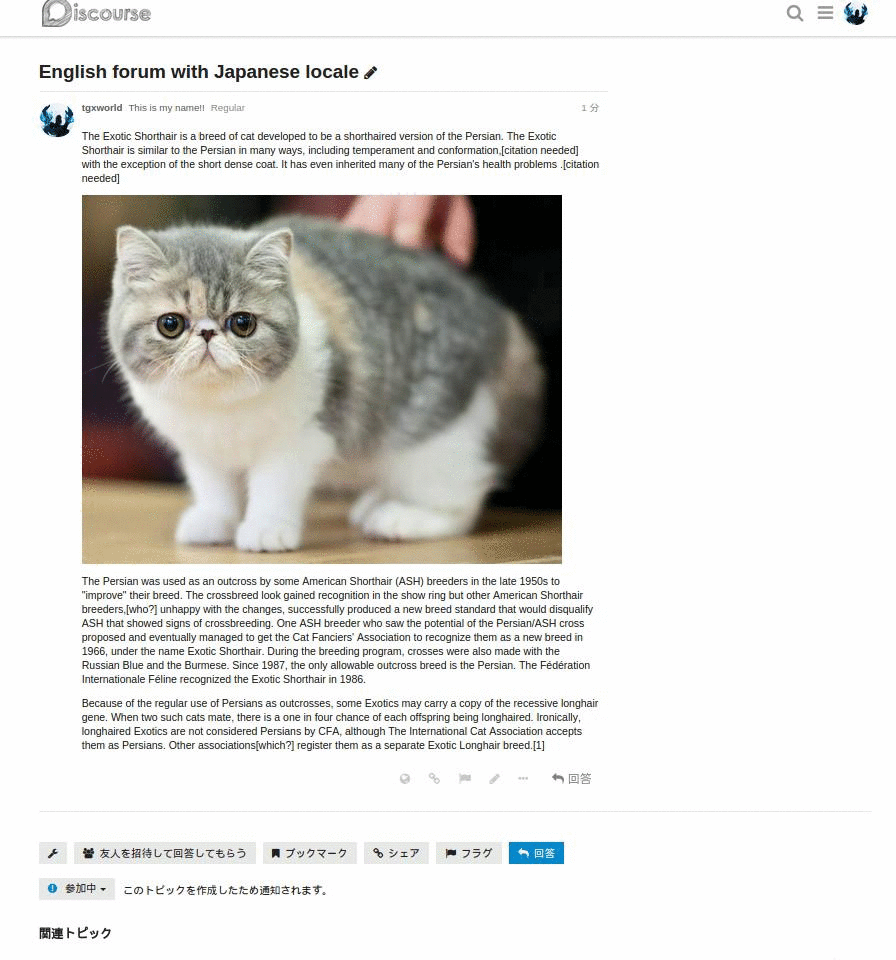 Discourse
English forum with Japanese locale
tgxworld This is my name!! Regular 1 分
The Exotic Shorthair is a breed of cat developed to be a shorthaired version of the Persian. The Exotic
Shorthair is similar to the Persian in many ways, including temperament and conformation,[citation needed]
with the exception of the short dense coat. It has even inherited many of the Persian's health problems .[citation
needed]
The Persian was used as an outcross by some American Shorthair (ASH) breeders in the late 1950s to
"improve" their breed. The crossbreed look gained recognition in the show ring but other American Shorthair
breeders,[who?] unhappy with the changes, successfully produced a new breed standard that would disqualify
ASH that showed signs of crossbreeding. One ASH breeder who saw the potential of the Persian/ASH cross
proposed and eventually managed to get the Cat Fanciers' Association to recognize them as a new breed in
1966, under the name Exotic Shorthair. During the breeding program, crosses were also made with the
Russian Blue and the Burmese. Since 1987, the only allowable outcross breed is the Persian. The Fédération
Internationale Féline recognized the Exotic Shorthair in 1986.
Because of the regular use of Persians as outcrosses, some Exotics may carry a copy of the recessive longhair
gene. When two such cats mate, there is a one in four chance of each offspring being longhaired. Ironically,
longhaired Exotics are not considered Persians by CFA, although The International Cat Association accepts
them as Persians. Other associations[which?] register them as a separate Exotic Longhair breed.[1]
回答
友人を招待して回答してもらう ブックマーク シェア フラグ 回答
参加中 このトピックを作成したため通知されます。
関連トピック